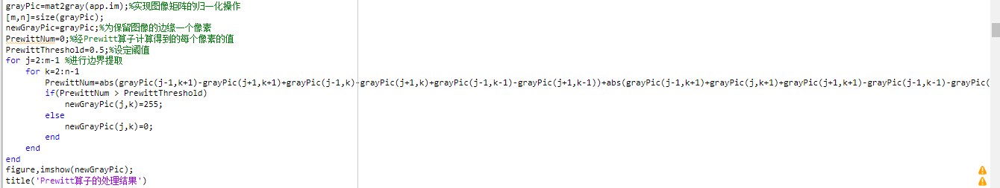 grayPic=mat2gray(app.im);%实现图像矩阵的归一化操作
[m,n]=size(grayPic);
newGrayPic=grayPic;%为保留图像的边缘一个像素
PrewittNum=0;%经Prewitt算子计算得到的每个像素的值
PrewittThreshold=0.5;%设定阈值
for j=2:m-1 %进行边界提取
for k=2:n-1
PrewittNum=abs(grayPic(j-1,k+1)-grayPic(j+1,k+1)+grayPic(j-1,k)-grayPic(j+1,k)+grayPic(j-1,k-1)-grayPic(j+1,k-1))+abs(grayPic(j-1,k+1)+grayPic(j,k+1)+grayPic(j+1,k+1)-grayPic(j-1,k-1)-grayPic(
if(PrewittNum > PrewittThreshold)
newGrayPic(j,k)=255;
else
newGrayPic(j,k)=0;
end
end
end
figure,imshow(newGrayPic);
title('Prewitt算子的处理结果')